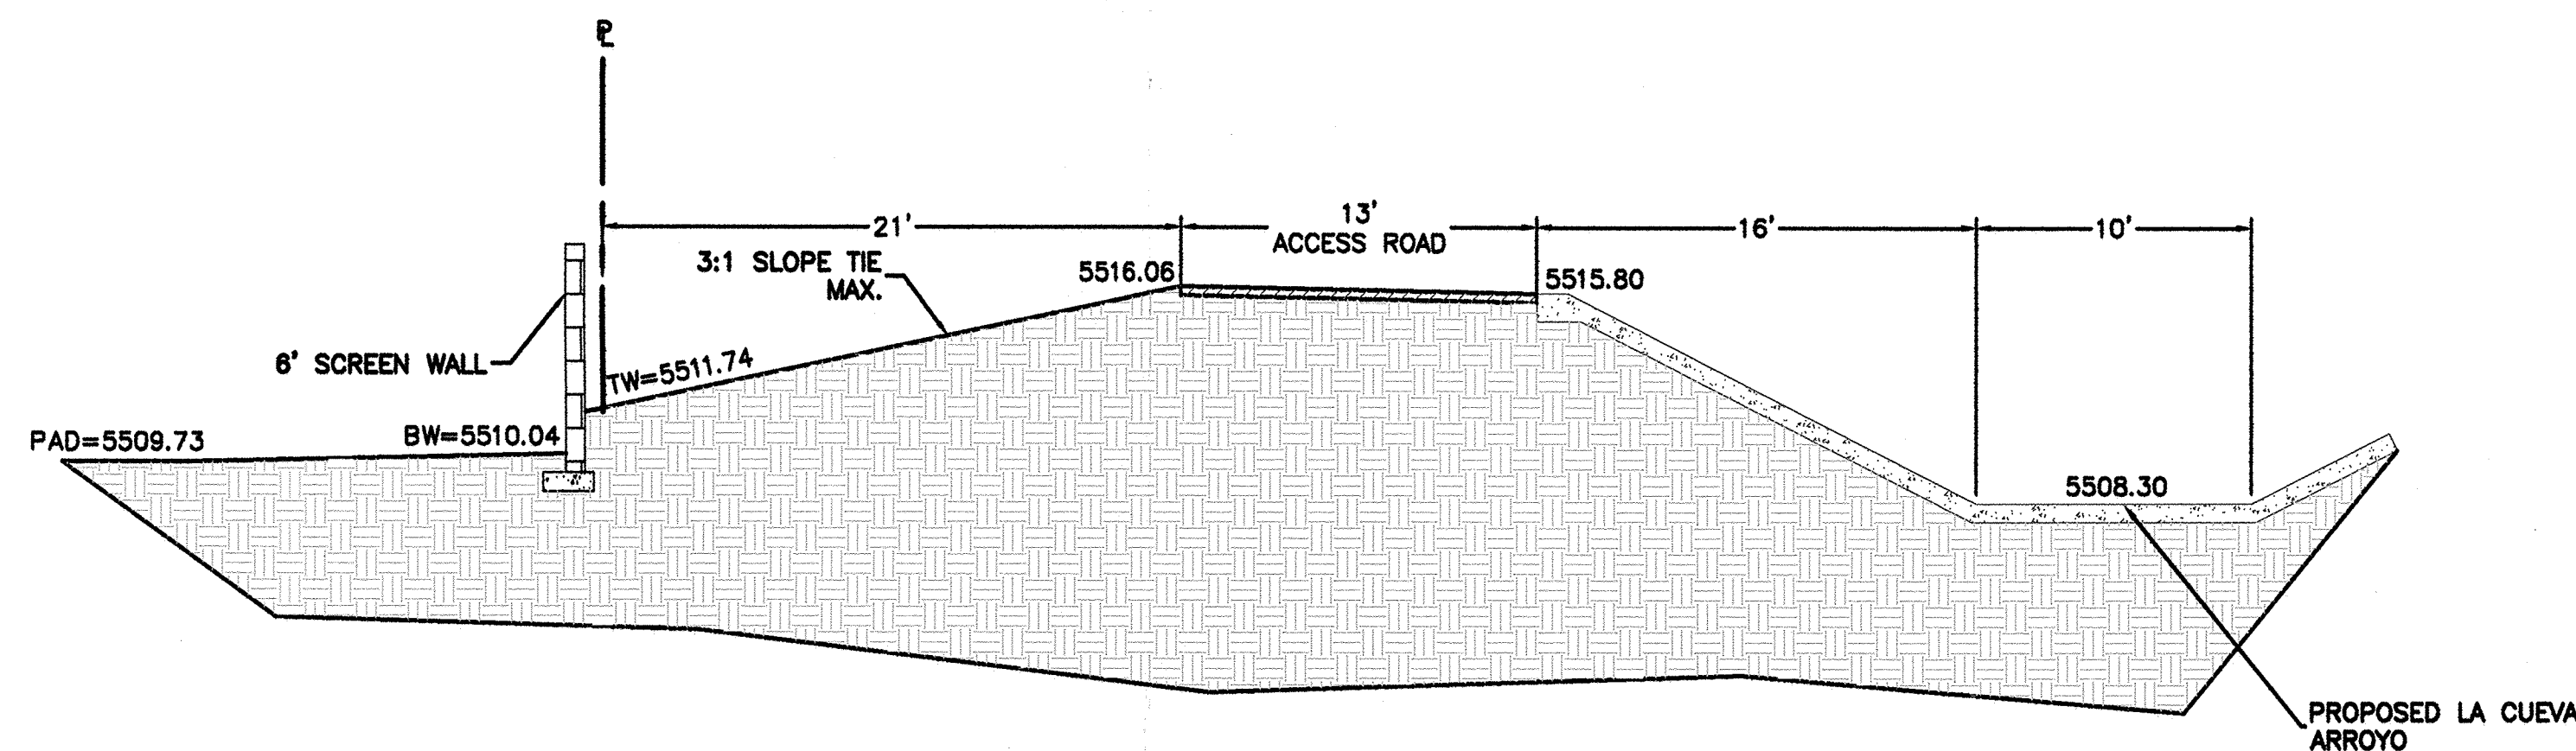 PL
21'
13'
ACCESS ROAD
16'
10'
3:1 SLOPE TIE
MAX.
5516.06
5515.80
6' SCREEN WALL
TW=5511.74
PAD=5509.73
BW=5510.04
5508.30
PROPOSED LA CUEVA
ARROYO